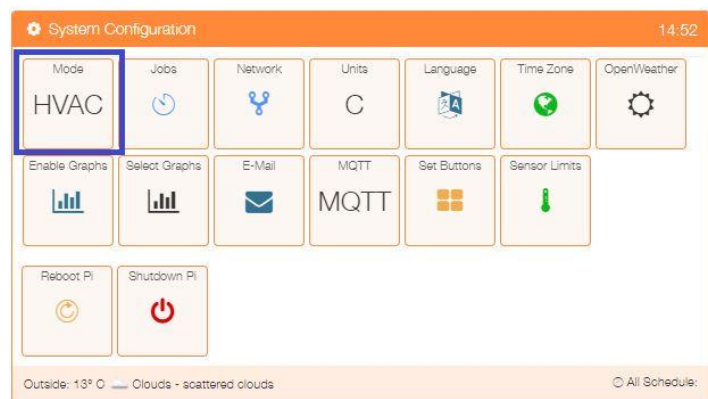 System Configuration 14:52
Mode Jobs Network Units Language Time Zone OpenWeather
HVAC C
Enable Graphs Select Graphs E-Mail MQTT Set Buttons Sensor Limits
MQTT
Reboot Pi Shutdown Pi
Outside: 13º C Clouds - scattered clouds All Schedule: